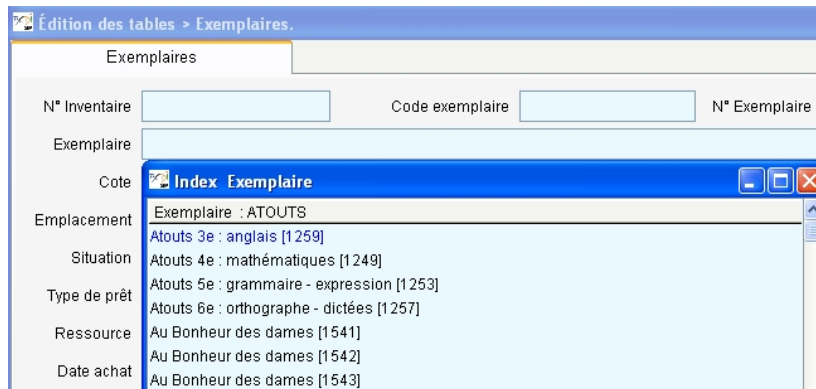 Édition des tables > Exemplaires.
Exemplaires
N° Inventaire Code exemplaire N° Exemplaire
Exemplaire
Cote
Index Exemplaire
Emplacement
Exemplaire : ATOUTS
Atouts 3e : anglais [1259]
Situation
Atouts 4e : mathématiques [1249]
Atouts 5e : grammaire - expression [1253]
Type de prêt
Atouts 6e : orthographe - dictées [1257]
Ressource
Au Bonheur des dames [1541]
Au Bonheur des dames [1542]
Date achat
Au Bonheur des dames [1543]